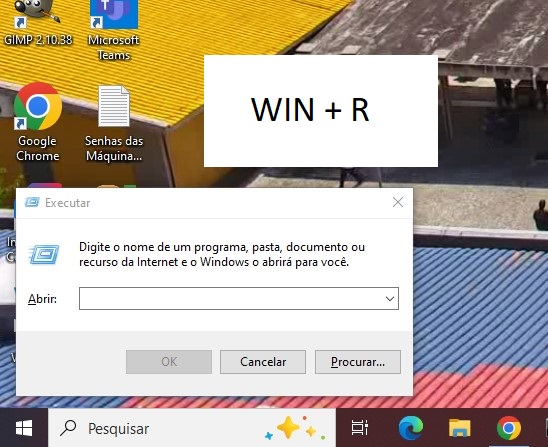 GIMP 2.10.38
Microsoft
Teams
WIN + R
Google
Chrome
Senhas das
Máquina...
Executar
Digite o nome de um programa, pasta, documento ou
recurso da Internet e o Windows o abrirá para você.
Abrir:
OK
Cancelar
Procurar...
Pesquisar